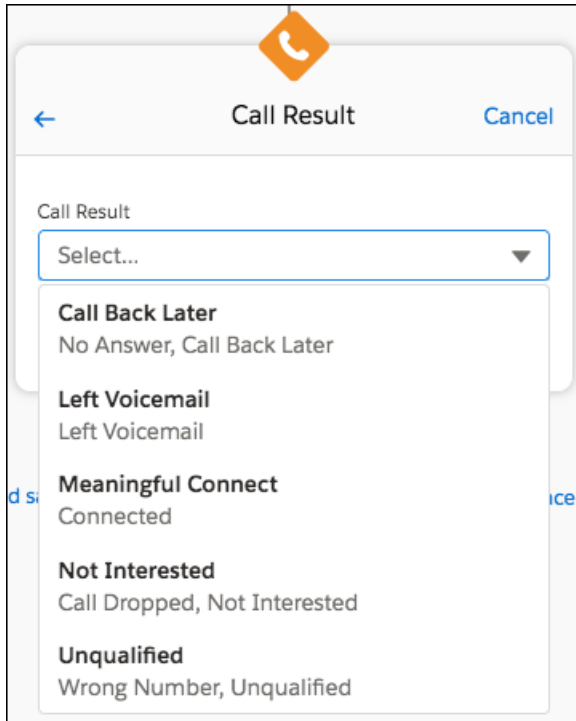 Call Result
Cancel
Call Result
Select...
Call Back Later
No Answer, Call Back Later
Left Voicemail
Left Voicemail
Meaningful Connect
Connected
Not Interested
Call Dropped, Not Interested
Unqualified
Wrong Number, Unqualified